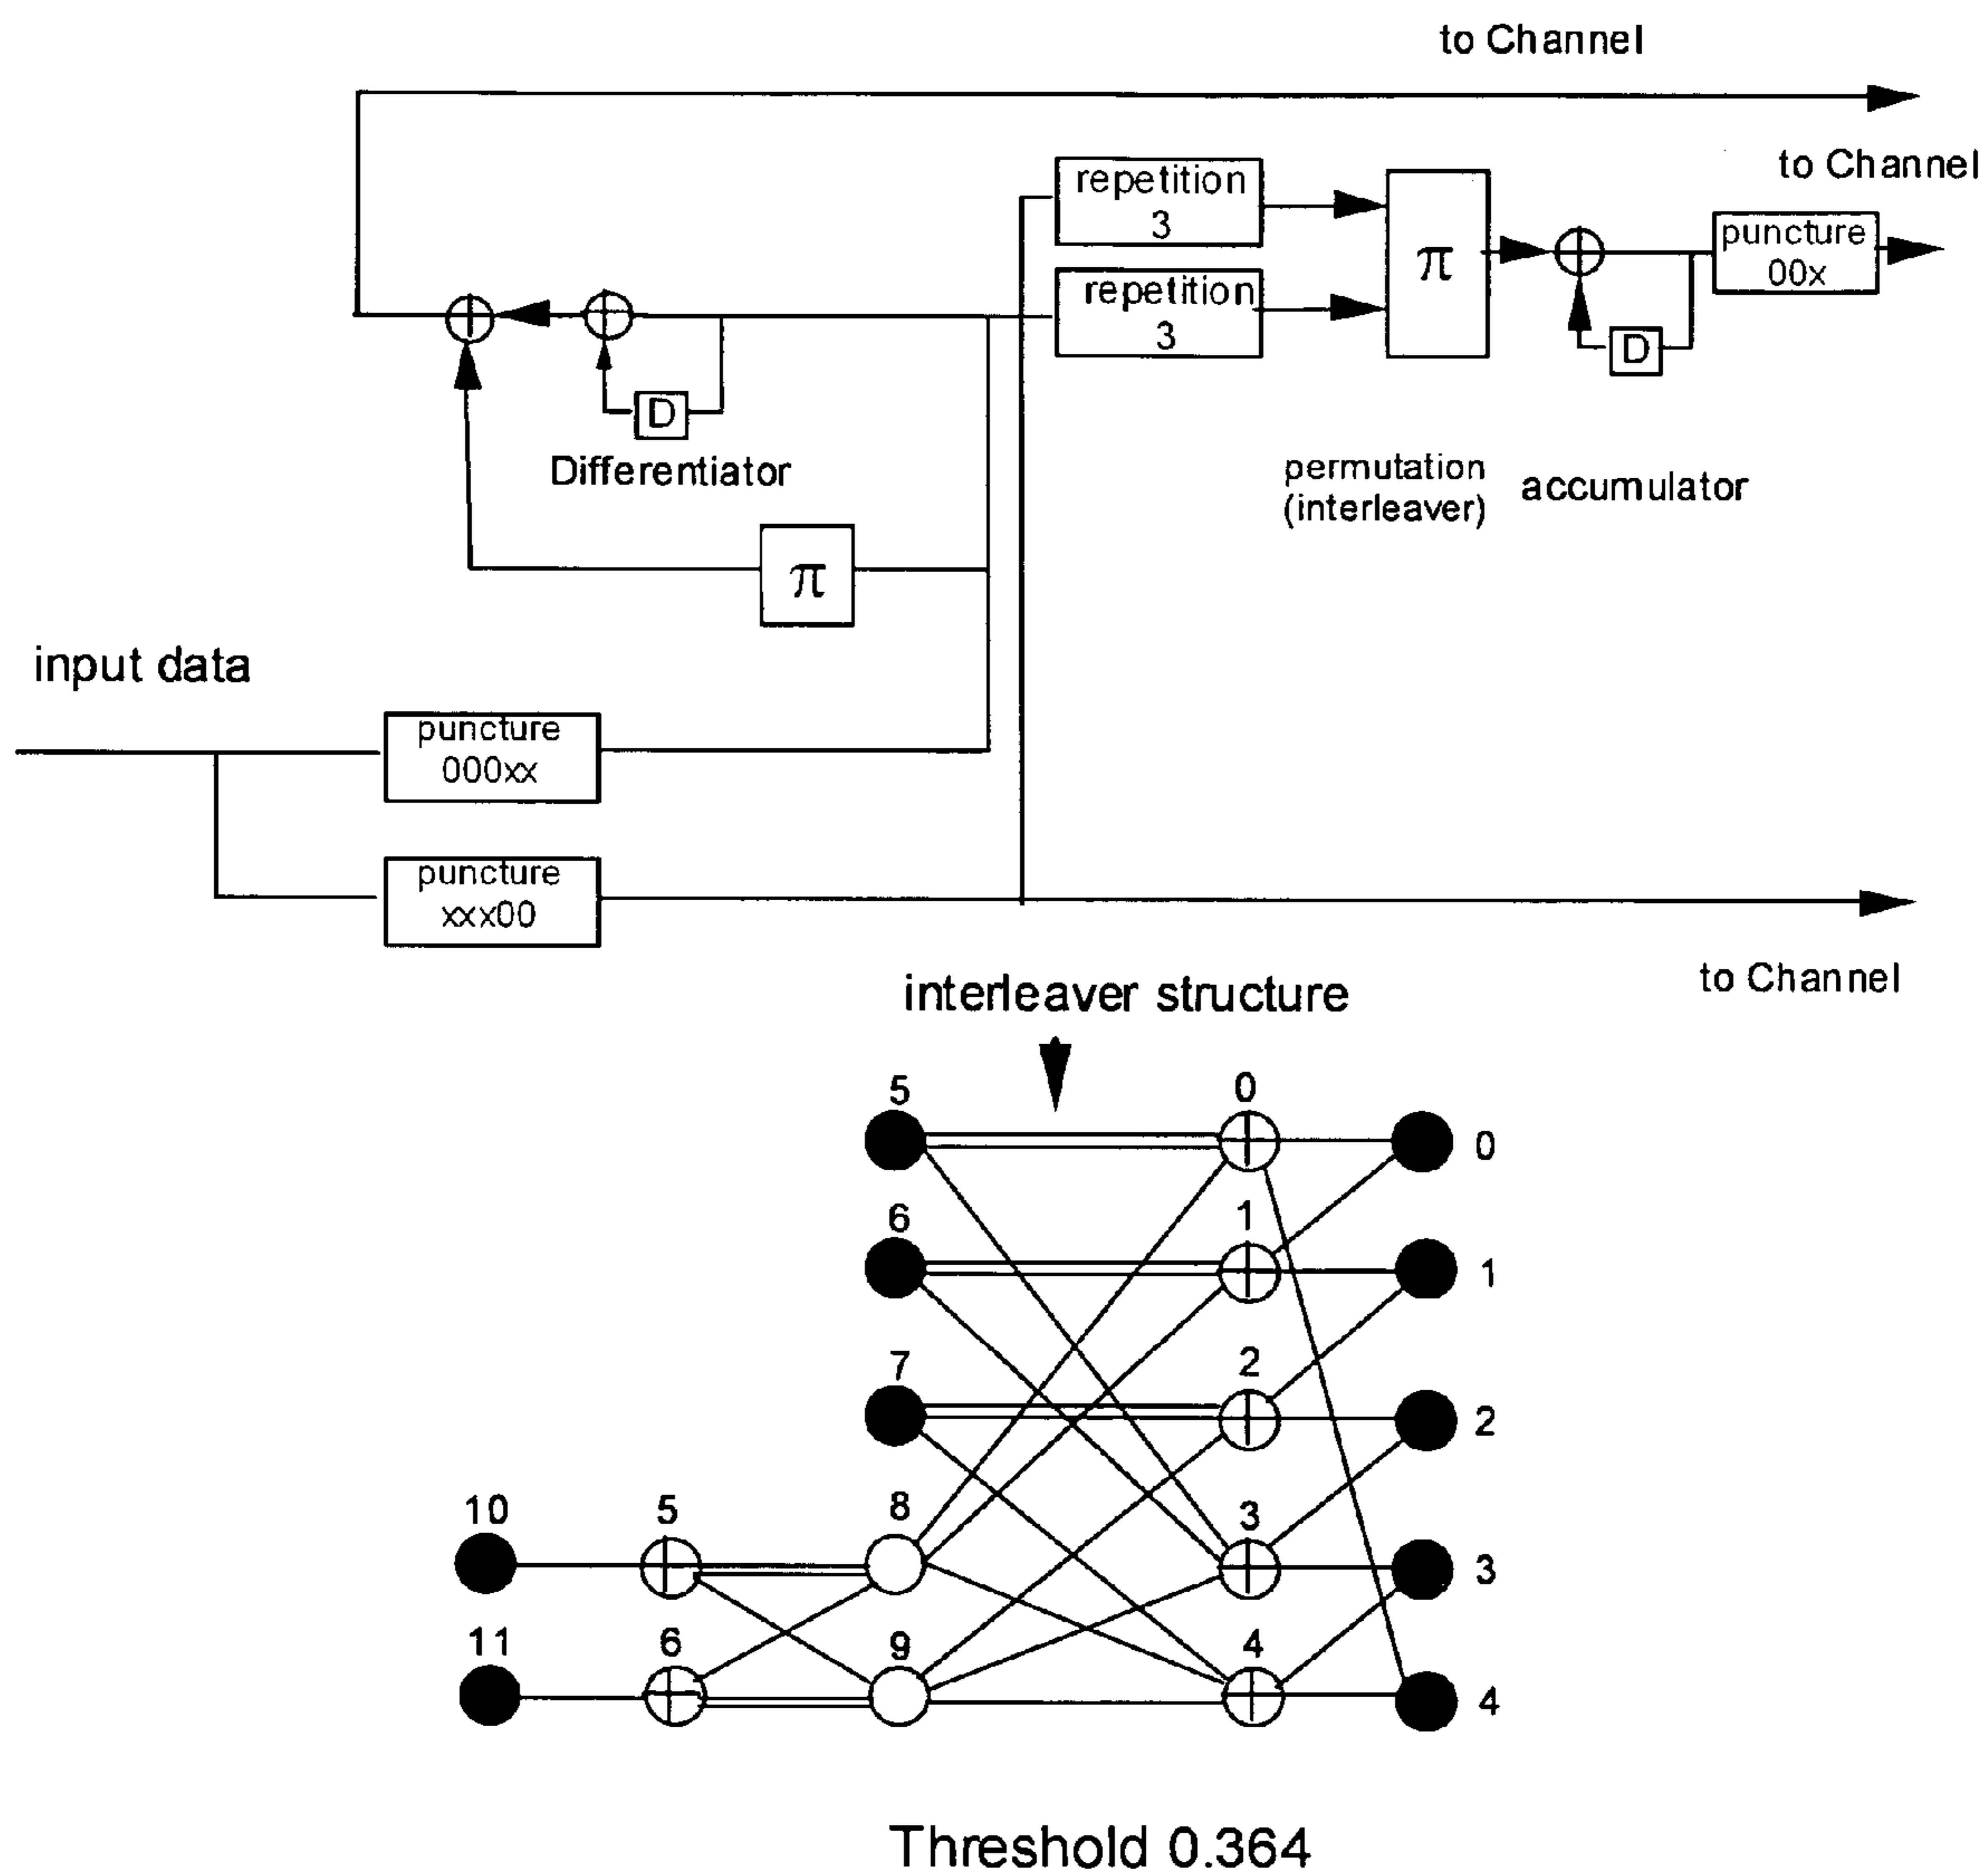 to Channel
to Channel
repetition
3
repetition
3
π
puncture
00x
D
D
Differentiator
permutation
(interleaver)
accumulator
π
input data
puncture
000xx
puncture
xxx00
to Channel
interleaver structure
5
0
0
6
1
1
7
2
2
10
5
8
3
3
11
6
9
4
4
Threshold 0.364